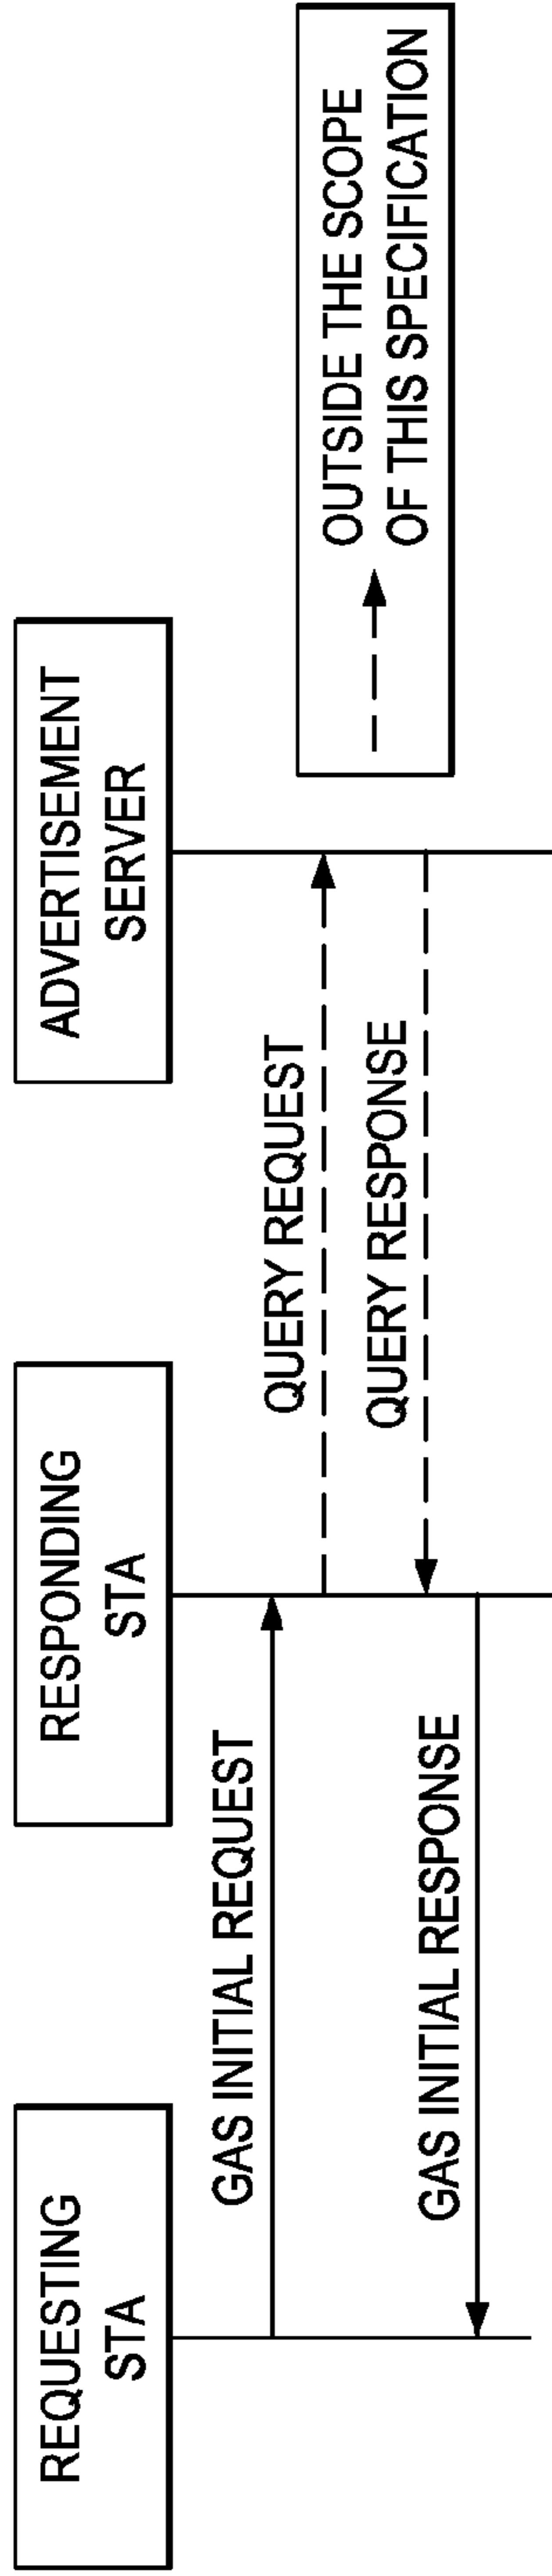 REQUESTING
STA
RESPONDING
STA
ADVERTISEMENT
SERVER
GAS INITIAL REQUEST
QUERY REQUEST
QUERY RESPONSE
GAS INITIAL RESPONSE
OUTSIDE THE SCOPE
OF THIS SPECIFICATION